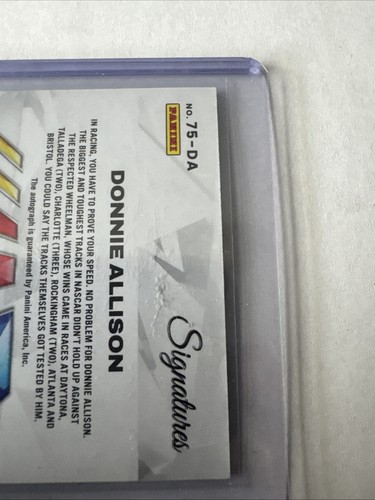 NO. 75-DA
PANINI
Signatures
DONNIE ALLISON
IN RACING, YOU HAVE TO PROVE YOUR SPEED. NO PROBLEM FOR DONNIE ALLISON.
THE BIGGEST AND TOUGHEST TRACKS IN NASCAR DIDN'T HOLD UP AGAINST
THE RESPECTED WHEELMAN, WHOSE WINS CAME IN RACES AT DAYTONA,
TALLADEGA (TWO), CHARLOTTE (THREE), ROCKINGHAM (TWO), ATLANTA AND
BRISTOL. YOU COULD SAY THE TRACKS THEMSELVES GOT TESTED BY HIM.
The autograph is guaranteed by Panini America, Inc.